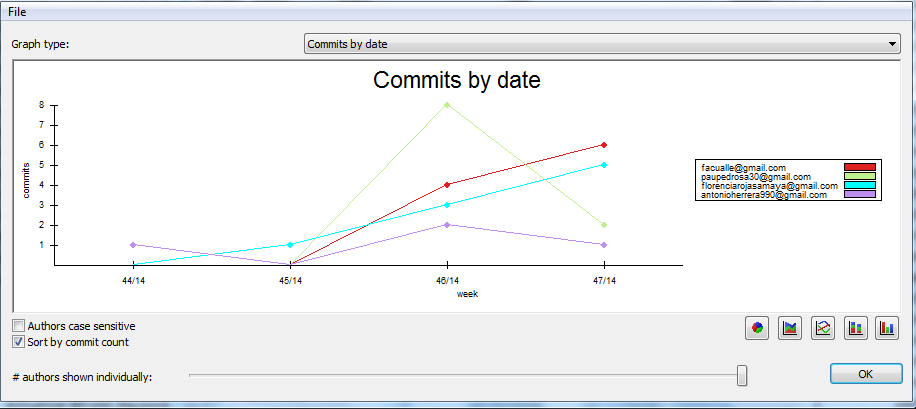 File
Graph type:
Commits by date
Commits by date
8
7
6
5
4
3
2
1
commits
44/14
45/14
46/14
47/14
week
facualle@gmail.com
paupedrosa30@gmail.com
florenciarojasamaya@gmail.com
antonioherrera990@gmail.com
Authors case sensitive
Sort by commit count
# authors shown individually:
OK